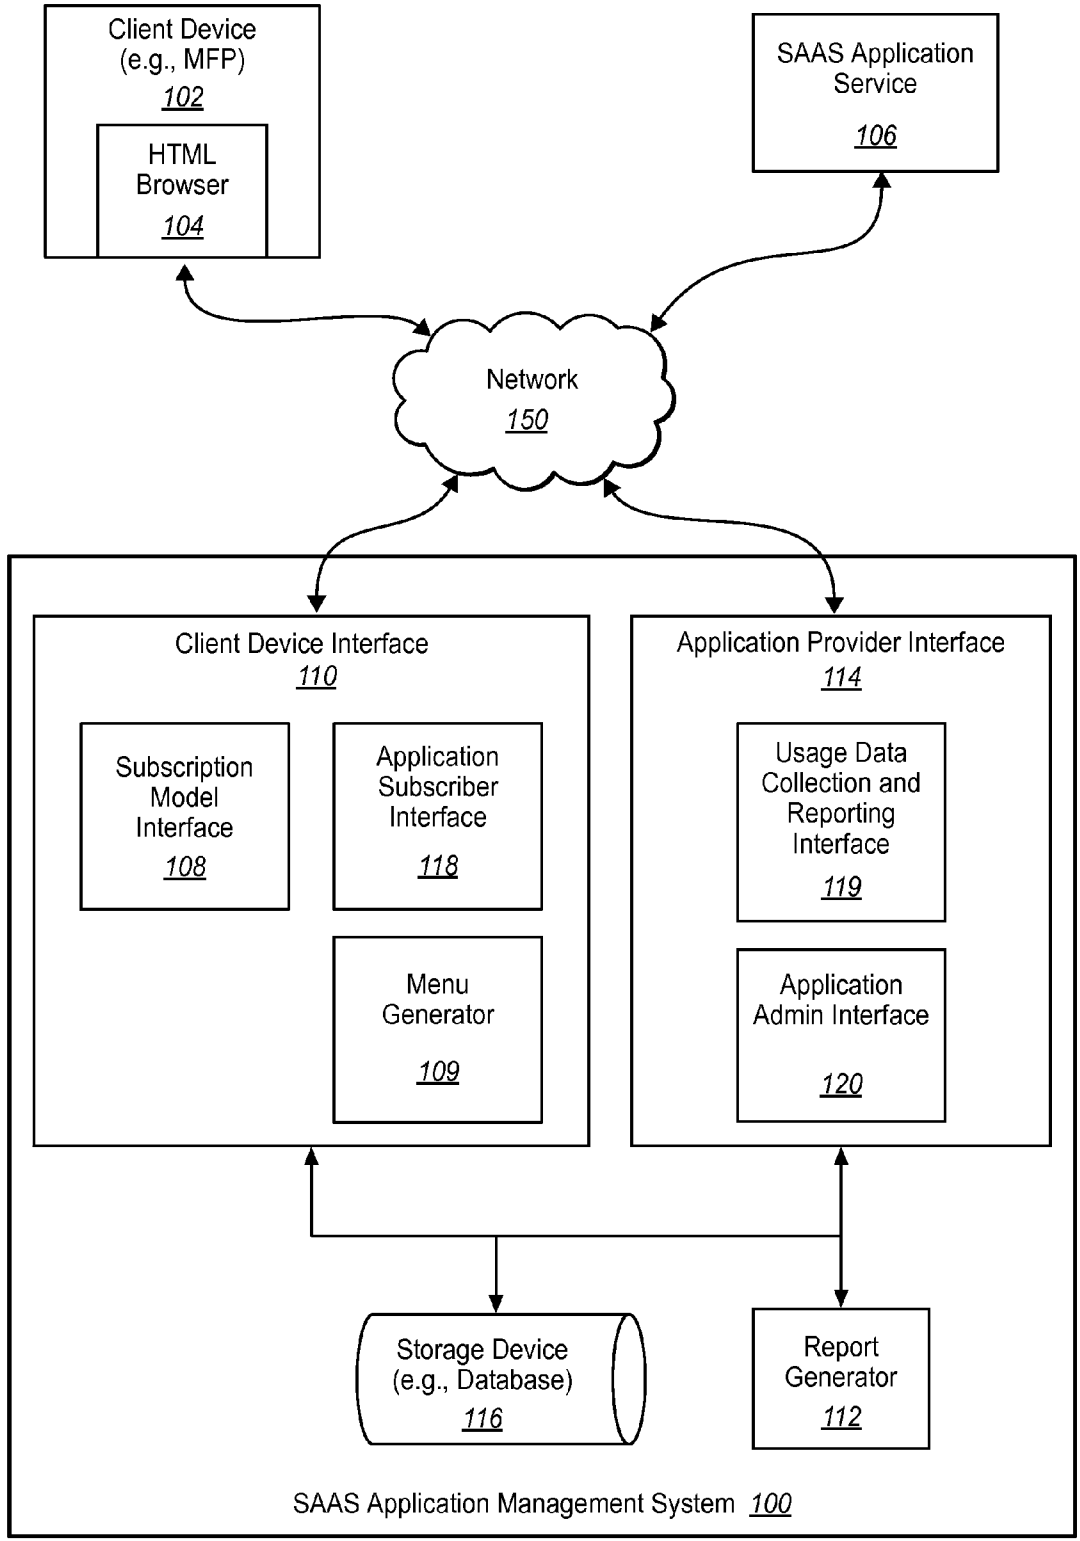 Client Device
(e.g., MFP)
102
HTML
Browser
104
SAAS Application
Service
106
Network
150
Client Device Interface
110
Subscription
Model
Interface
108
Application
Subscriber
Interface
118
Menu
Generator
109
Application Provider Interface
114
Usage Data
Collection and
Reporting
Interface
119
Application
Admin Interface
120
Storage Device
(e.g., Database)
116
Report
Generator
112
SAAS Application Management System 100